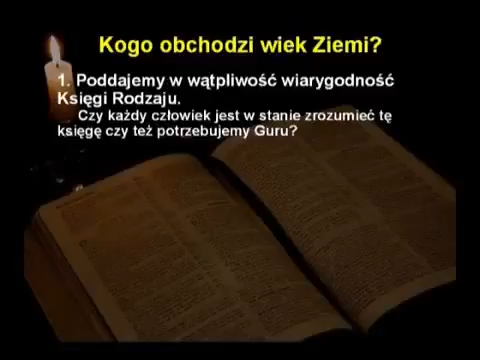 Kogo obchodzi wiek Ziemi?
1. Poddajemy w wątpliwość wiarygodność
Księgi Rodzaju.
Czy każdy człowiek jest w stanie zrozumieć tę
księgę czy też potrzebujemy Guru?